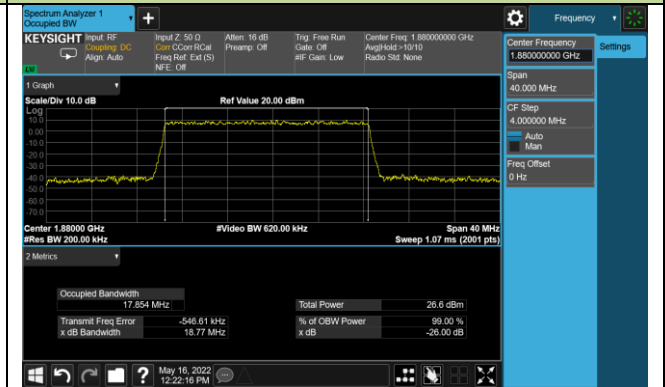 Spectrum Analyzer 1
Occupied BW
Frequency
KEYSIGHT
Input: RF
Coupling: DC
Align: Auto
Input Z: 50 Ω
Corr CCorr RCal
Freq Ref: Ext (S)
NFE: Off
Atten: 16 dB
Preamp: Off
Trig: Free Run
Gate: Off
#IF Gain: Low
Center Freq: 1.880000000 GHz
Avg|Hold:>10/10
Radio Std: None
Center Frequency
1.880000000 GHz
Settings
Span
40.000 MHz
CF Step
4.000000 MHz
Auto
Man
Freq Offset
0 Hz
1 Graph
Scale/Div 10.0 dB
Ref Value 20.00 dBm
Log
10.0
0.00
-10.0
-20.0
-30.0
-40.0
-50.0
-60.0
-70.0
Center 1.88000 GHz
#Video BW 620.00 kHz
Span 40 MHz
#Res BW 200.00 kHz
Sweep 1.07 ms (2001 pts)
2 Metrics
Occupied Bandwidth
17.854 MHz
Total Power
26.6 dBm
Transmit Freq Error
-546.61 kHz
% of OBW Power
99.00 %
x dB Bandwidth
18.77 MHz
x dB
-26.00 dB
?
May 16, 2022
12:22:16 PM